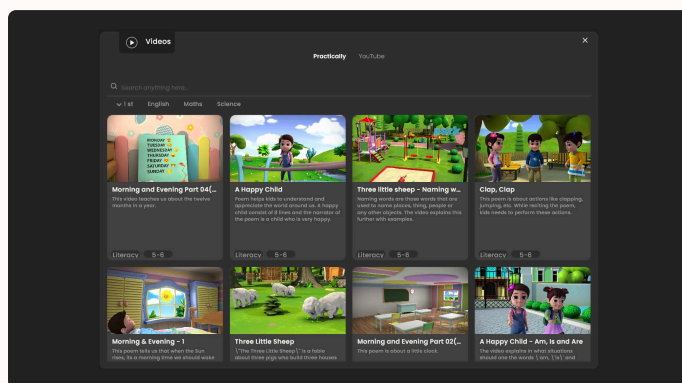 Videos
Practically YouTube
Search anything here...
1 st English Maths Science
MONDAY
TUESDAY
WEDNESDAY
THURSDAY
FRIDAY
SATURDAY
SUNDAY
Morning and Evening Part 04(...
This video teaches us about the twelve
months in a year.
Literacy 5-6
A Happy Child
Poem helps kids to understand and
appreciate the world around us. A happy
child consist of 8 lines and the narrator of
the poem is a child who is very happy.
Literacy 5-6
Three little sheep - Naming w...
Naming words are those words that are
used to name places, thing, people or
any other objects. The video explains this
further with examples.
Literacy 5-6
Clap, Clap
This poem is about actions like clapping,
jumping, etc. While reciting the poem,
kids needs to perform these actions.
Literacy 5-6
Morning & Evening - 1
This poem tells us that when the Sun
rises, its a morning time we should wake
Three Little Sheep
\"The Three Little Sheep\" is a fable
about three pigs who build three houses
Morning and Evening Part 02(...
This poem is about a little clock.
A Happy Child - Am, Is and Are
The video explains in what situations
should one the words \'am, \'is\' and